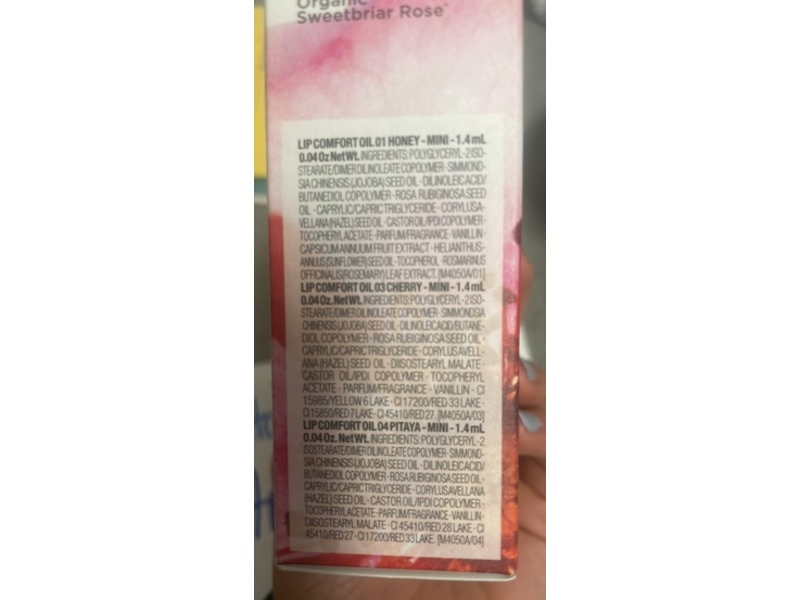 Organic
Sweetbriar Rose*
LIP COMFORT OIL 01 HONEY - MINI - 1.4 mL
0.04 Oz Net Wt. INGREDIENTS: POLYGLYCERYL-2 ISO-
STEARATE/DIMER DILINOLEATE COPOLYMER · SIMMOND-
SIA CHINENSIS (JOJOBA) SEED OIL · DILINOLEIC ACID/
BUTANEDIOL COPOLYMER · ROSA RUBIGINOSA SEED
OIL · CAPRYLIC/CAPRIC TRIGLYCERIDE · CORYLUS A-
VELLANA (HAZEL) SEED OIL · CASTOR OIL/IPDI COPOLYMER ·
TOCOPHERYL ACETATE · PARFUM/FRAGRANCE · VANILLIN ·
CAPSICUM ANNUUM FRUIT EXTRACT · HELIANTHUS-
ANNUUS (SUNFLOWER) SEED OIL · TOCOPHEROL · ROSMARINUS
OFFICINALIS (ROSEMARY) LEAF EXTRACT. [M4050A/01]
LIP COMFORT OIL 03 CHERRY - MINI - 1.4 mL
0.04 Oz. Net Wt. INGREDIENTS: POLYGLYCERYL-2 ISO-
STEARATE/DIMER DILINOLEATE COPOLYMER · SIMMONDSIA
CHINENSIS (JOJOBA) SEED OIL · DILINOLEIC ACID/BUTANE-
DIOL COPOLYMER · ROSA RUBIGINOSA SEED OIL ·
CAPRYLIC/CAPRIC TRIGLYCERIDE · CORYLUS AVELL-
ANA (HAZEL) SEED OIL · DIISOSTEARYL MALATE ·
CASTOR OIL/IPDI COPOLYMER · TOCOPHERYL
ACETATE · PARFUM/FRAGRANCE · VANILLIN · CI
15985/YELLOW 6 LAKE · CI 17200/RED 33 LAKE ·
CI 15850/RED 7 LAKE · CI 45410/RED 27. [M4050A/03]
LIP COMFORT OIL 04 PITAYA - MINI - 1.4 mL
0.04 Oz. Net Wt. INGREDIENTS: POLYGLYCERYL-2
ISOSTEARATE/DIMER DILINOLEATE COPOLYMER · SIMMOND-
SIA CHINENSIS (JOJOBA) SEED OIL · DILINOLEIC ACID/
BUTANEDIOL COPOLYMER · ROSA RUBIGINOSA SEED OIL ·
CAPRYLIC/CAPRIC TRIGLYCERIDE · CORYLUS AVELLANA
(HAZEL) SEED OIL · CASTOR OIL/IPDI COPOLYMER ·
TOCOPHERYL ACETATE · PARFUM/FRAGRANCE · VANILLIN ·
DIISOSTEARYL MALATE · CI 45410/RED 28 LAKE · CI
45410/RED 27 · CI 17200/RED 33 LAKE. [M4050A/04]